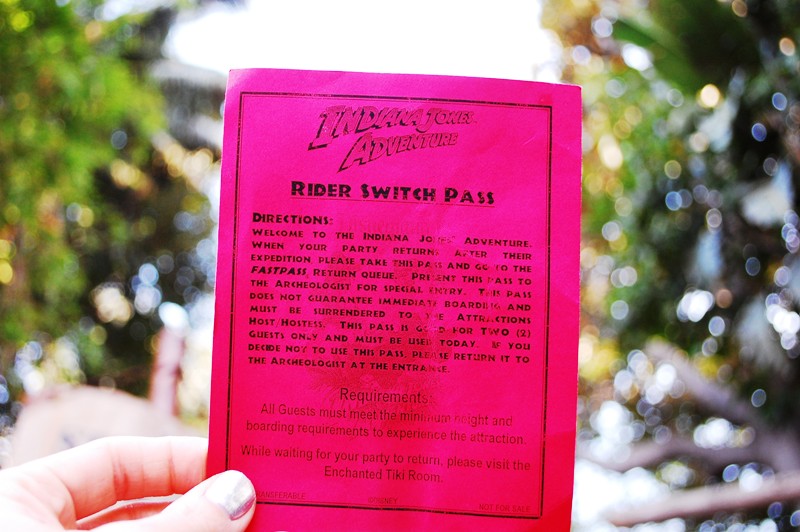 INDIANA JONES
ADVENTURE
RIDER SWITCH PASS
DIRECTIONS:
WELCOME TO THE INDIANA JONES ADVENTURE.
WHEN YOUR PARTY RETURNS AFTER THEIR
EXPEDITION, PLEASE TAKE THIS PASS AND GO TO THE
FASTPASS RETURN QUEUE. PRESENT THIS PASS TO
THE ARCHEOLOGIST FOR SPECIAL ENTRY. THIS PASS
DOES NOT GUARANTEE IMMEDIATE BOARDING AND
MUST BE SURRENDERED TO THE ATTRACTIONS
HOST/HOSTESS. THIS PASS IS GOOD FOR TWO (2)
GUESTS ONLY AND MUST BE USED TODAY. IF YOU
DECIDE NOT TO USE THIS PASS, PLEASE RETURN IT TO
THE ARCHEOLOGIST AT THE ENTRANCE.
Requirements:
All Guests must meet the minimum height and
boarding requirements to experience the attraction.
While waiting for your party to return, please visit the
Enchanted Tiki Room.
ANSFERABLE ©DISNEY NOT FOR SALE